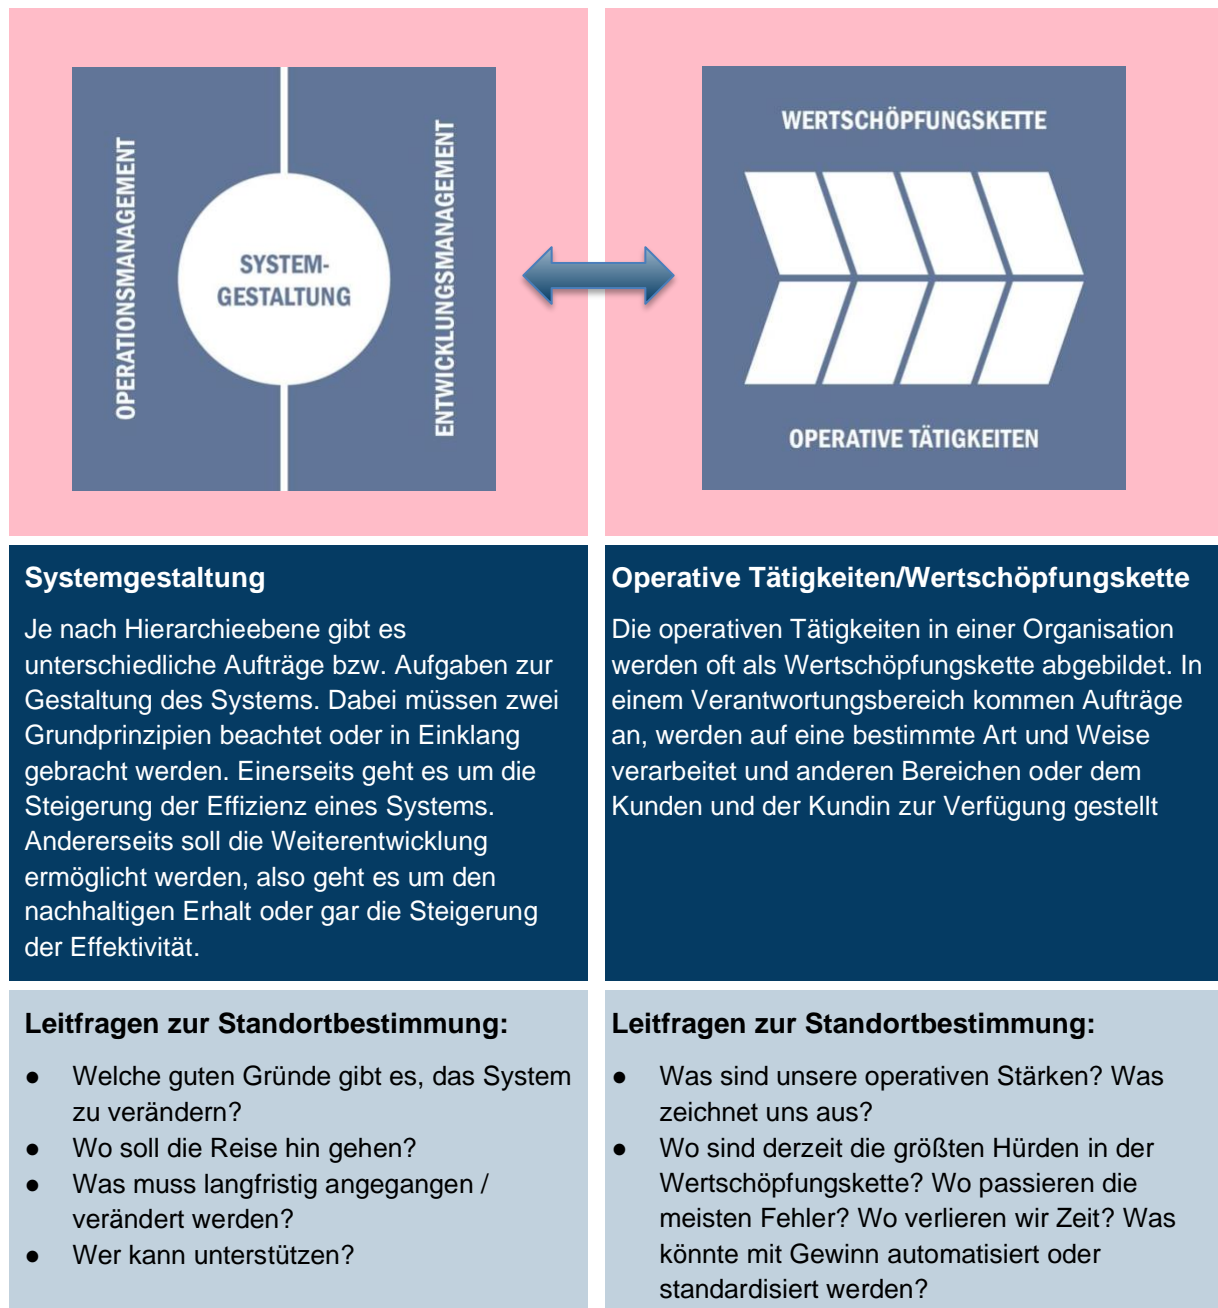 OPERATIONSMANAGEMENT
SYSTEM-
GESTALTUNG
ENTWICKLUNGSMANAGEMENT
WERTSCHÖPFUNGSKETTE
OPERATIVE TÄTIGKEITEN
Systemgestaltung
Je nach Hierarchieebene gibt es
unterschiedliche Aufträge bzw. Aufgaben zur
Gestaltung des Systems. Dabei müssen zwei
Grundprinzipien beachtet oder in Einklang
gebracht werden. Einerseits geht es um die
Steigerung der Effizienz eines Systems.
Andererseits soll die Weiterentwicklung
ermöglicht werden, also geht es um den
nachhaltigen Erhalt oder gar die Steigerung
der Effektivität.
Operative Tätigkeiten/Wertschöpfungskette
Die operativen Tätigkeiten in einer Organisation
werden oft als Wertschöpfungskette abgebildet. In
einem Verantwortungsbereich kommen Aufträge
an, werden auf eine bestimmte Art und Weise
verarbeitet und anderen Bereichen oder dem
Kunden und der Kundin zur Verfügung gestellt
Leitfragen zur Standortbestimmung:
● Welche guten Gründe gibt es, das System
zu verändern?
● Wo soll die Reise hin gehen?
● Was muss langfristig angegangen /
verändert werden?
● Wer kann unterstützen?
Leitfragen zur Standortbestimmung:
● Was sind unsere operativen Stärken? Was
zeichnet uns aus?
● Wo sind derzeit die größten Hürden in der
Wertschöpfungskette? Wo passieren die
meisten Fehler? Wo verlieren wir Zeit? Was
könnte mit Gewinn automatisiert oder
standardisiert werden?